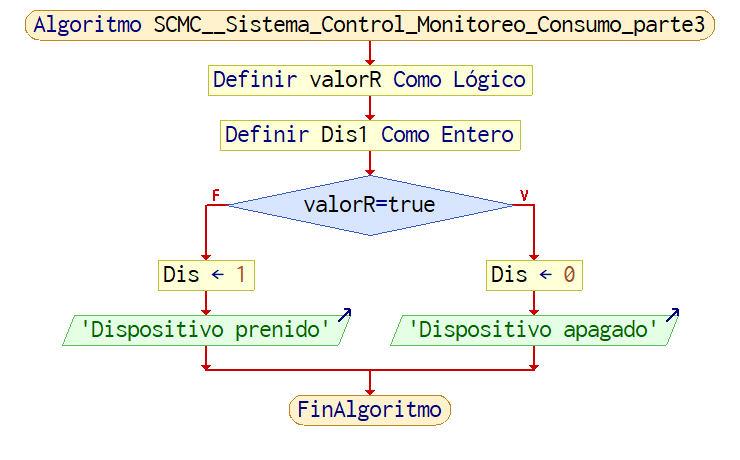 Algoritmo SCMC__Sistema_Control_Monitoreo_Consumo_parte3
Definir valorR Como Lógico
Definir Dis1 Como Entero
F
V
valorR=true
Dis ← 1
Dis ← 0
'Dispositivo prenido'
'Dispositivo apagado'
FinAlgoritmo